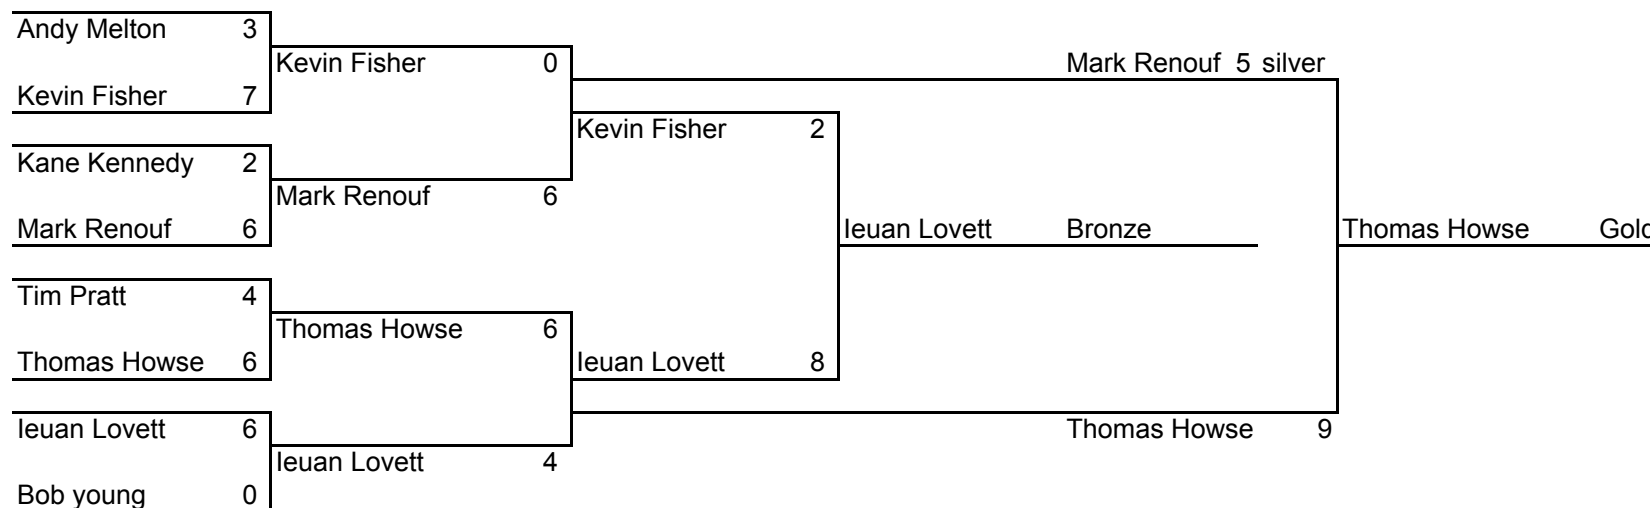 Andy Melton 3
Kevin Fisher 0 Mark Renouf 5 silver
Kevin Fisher 7
Kevin Fisher 2
Kane Kennedy 2
Mark Renouf 6
Mark Renouf 6 Ieuan Lovett Bronze Thomas Howse Gold
Tim Pratt 4
Thomas Howse 6
Thomas Howse 6 Ieuan Lovett 8
Ieuan Lovett 6 Thomas Howse 9
Ieuan Lovett 4
Bob young 0